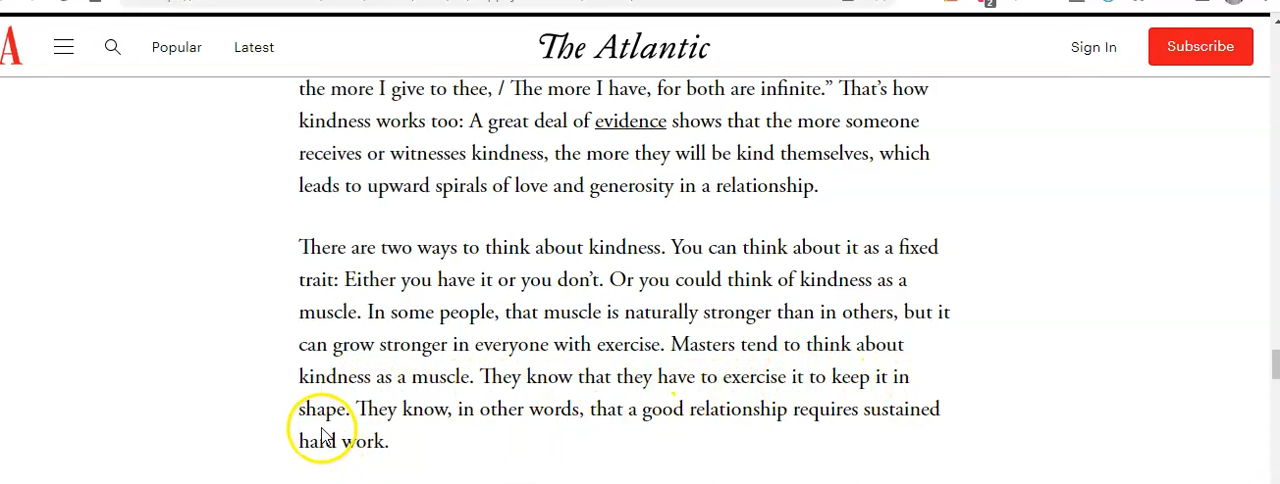 A
Popular
Latest
The Atlantic
Sign In
Subscribe
2
the more I give to thee, / The more I have, for both are infinite.” That’s how
kindness works too: A great deal of evidence shows that the more someone
receives or witnesses kindness, the more they will be kind themselves, which
leads to upward spirals of love and generosity in a relationship.
There are two ways to think about kindness. You can think about it as a fixed
trait: Either you have it or you don’t. Or you could think of kindness as a
muscle. In some people, that muscle is naturally stronger than in others, but it
can grow stronger in everyone with exercise. Masters tend to think about
kindness as a muscle. They know that they have to exercise it to keep it in
shape. They know, in other words, that a good relationship requires sustained
hard work.